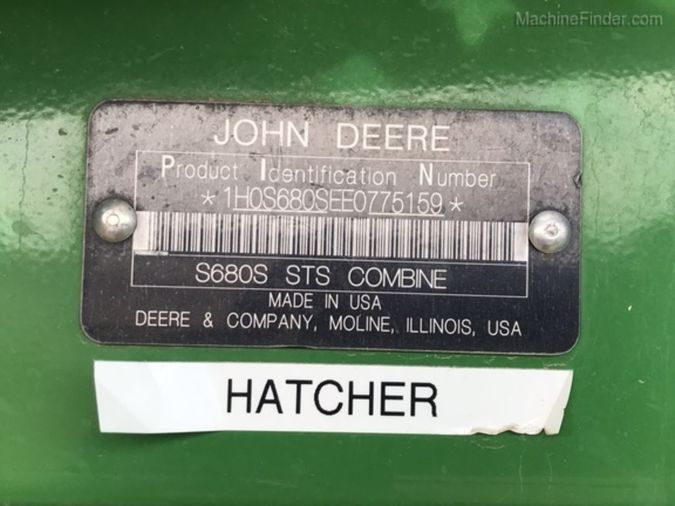 MachineFinder.com
JOHN DEERE
Product Identification Number
*1H0S680SEE0775159*
S680S STS COMBINE
MADE IN USA
DEERE & COMPANY, MOLINE, ILLINOIS, USA
HATCHER